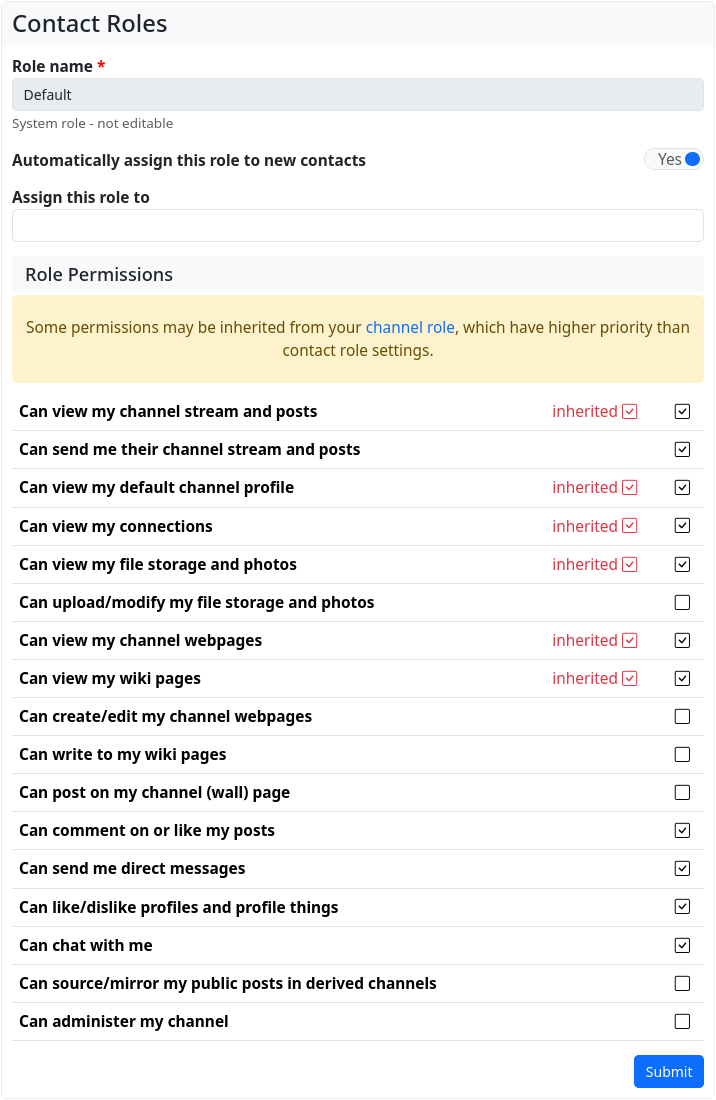 Contact Roles
Role name *
Default
System role - not editable
Automatically assign this role to new contacts Yes
Assign this role to
Role Permissions
Some permissions may be inherited from your channel role, which have higher priority than
contact role settings.
Can view my channel stream and posts inherited
Can send me their channel stream and posts
Can view my default channel profile inherited
Can view my connections inherited
Can view my file storage and photos inherited
Can upload/modify my file storage and photos
Can view my channel webpages inherited
Can view my wiki pages inherited
Can create/edit my channel webpages
Can write to my wiki pages
Can post on my channel (wall) page
Can comment on or like my posts
Can send me direct messages
Can like/dislike profiles and profile things
Can chat with me
Can source/mirror my public posts in derived channels
Can administer my channel
Submit